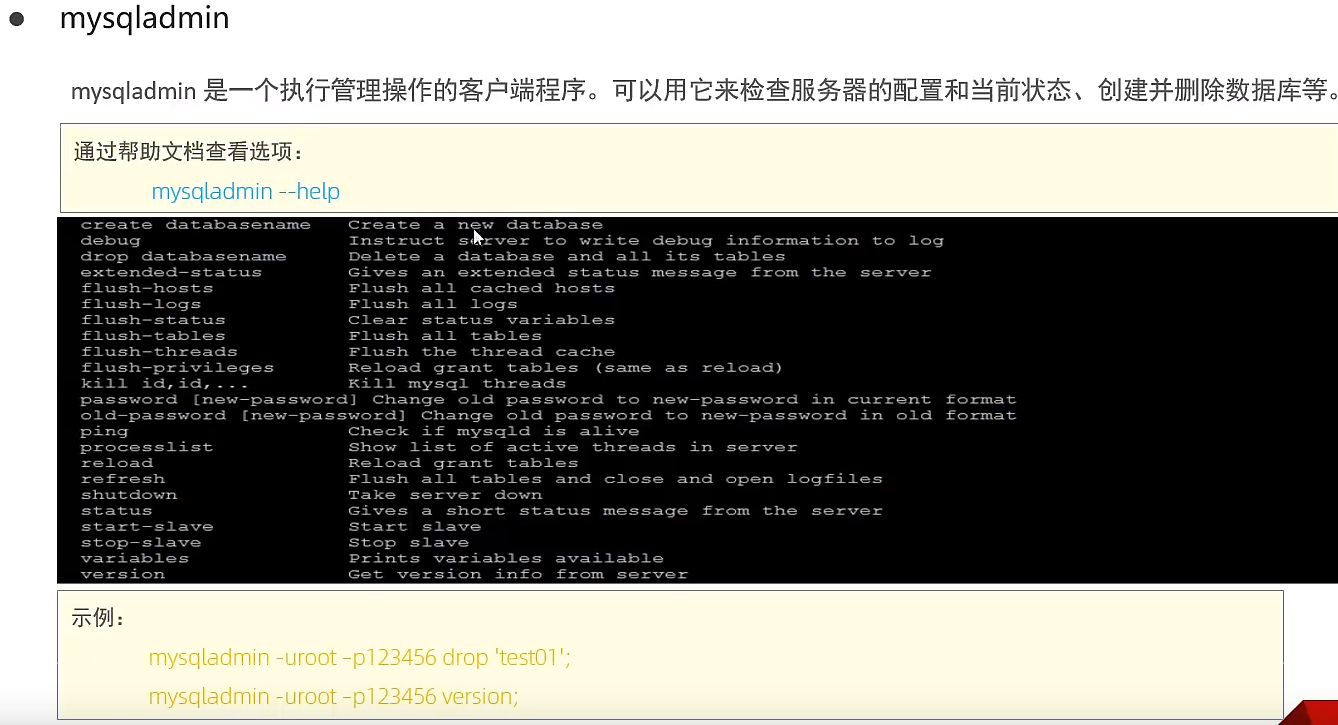 ● mysqladmin
mysqladmin 是一个执行管理操作的客户端程序。可以用它来检查服务器的配置和当前状态、创建并删除数据库等。
通过帮助文档查看选项：
mysqladmin --help
create databasename Create a new database
debug Instruct server to write debug information to log
drop databasename Delete a database and all its tables
extended-status Gives an extended status message from the server
flush-hosts Flush all cached hosts
flush-logs Flush all logs
flush-status Clear status variables
flush-tables Flush all tables
flush-threads Flush the thread cache
flush-privileges Reload grant tables (same as reload)
kill id,id,... Kill mysql threads
password [new-password] Change old password to new-password in current format
old-password [new-password] Change old password to new-password in old format
ping Check if mysqld is alive
processlist Show list of active threads in server
reload Reload grant tables
refresh Flush all tables and close and open logfiles
shutdown Take server down
status Gives a short status message from the server
start-slave Start slave
stop-slave Stop slave
variables Prints variables available
version Get version info from server
示例：
mysqladmin -uroot –p123456 drop 'test01';
mysqladmin -uroot –p123456 version;